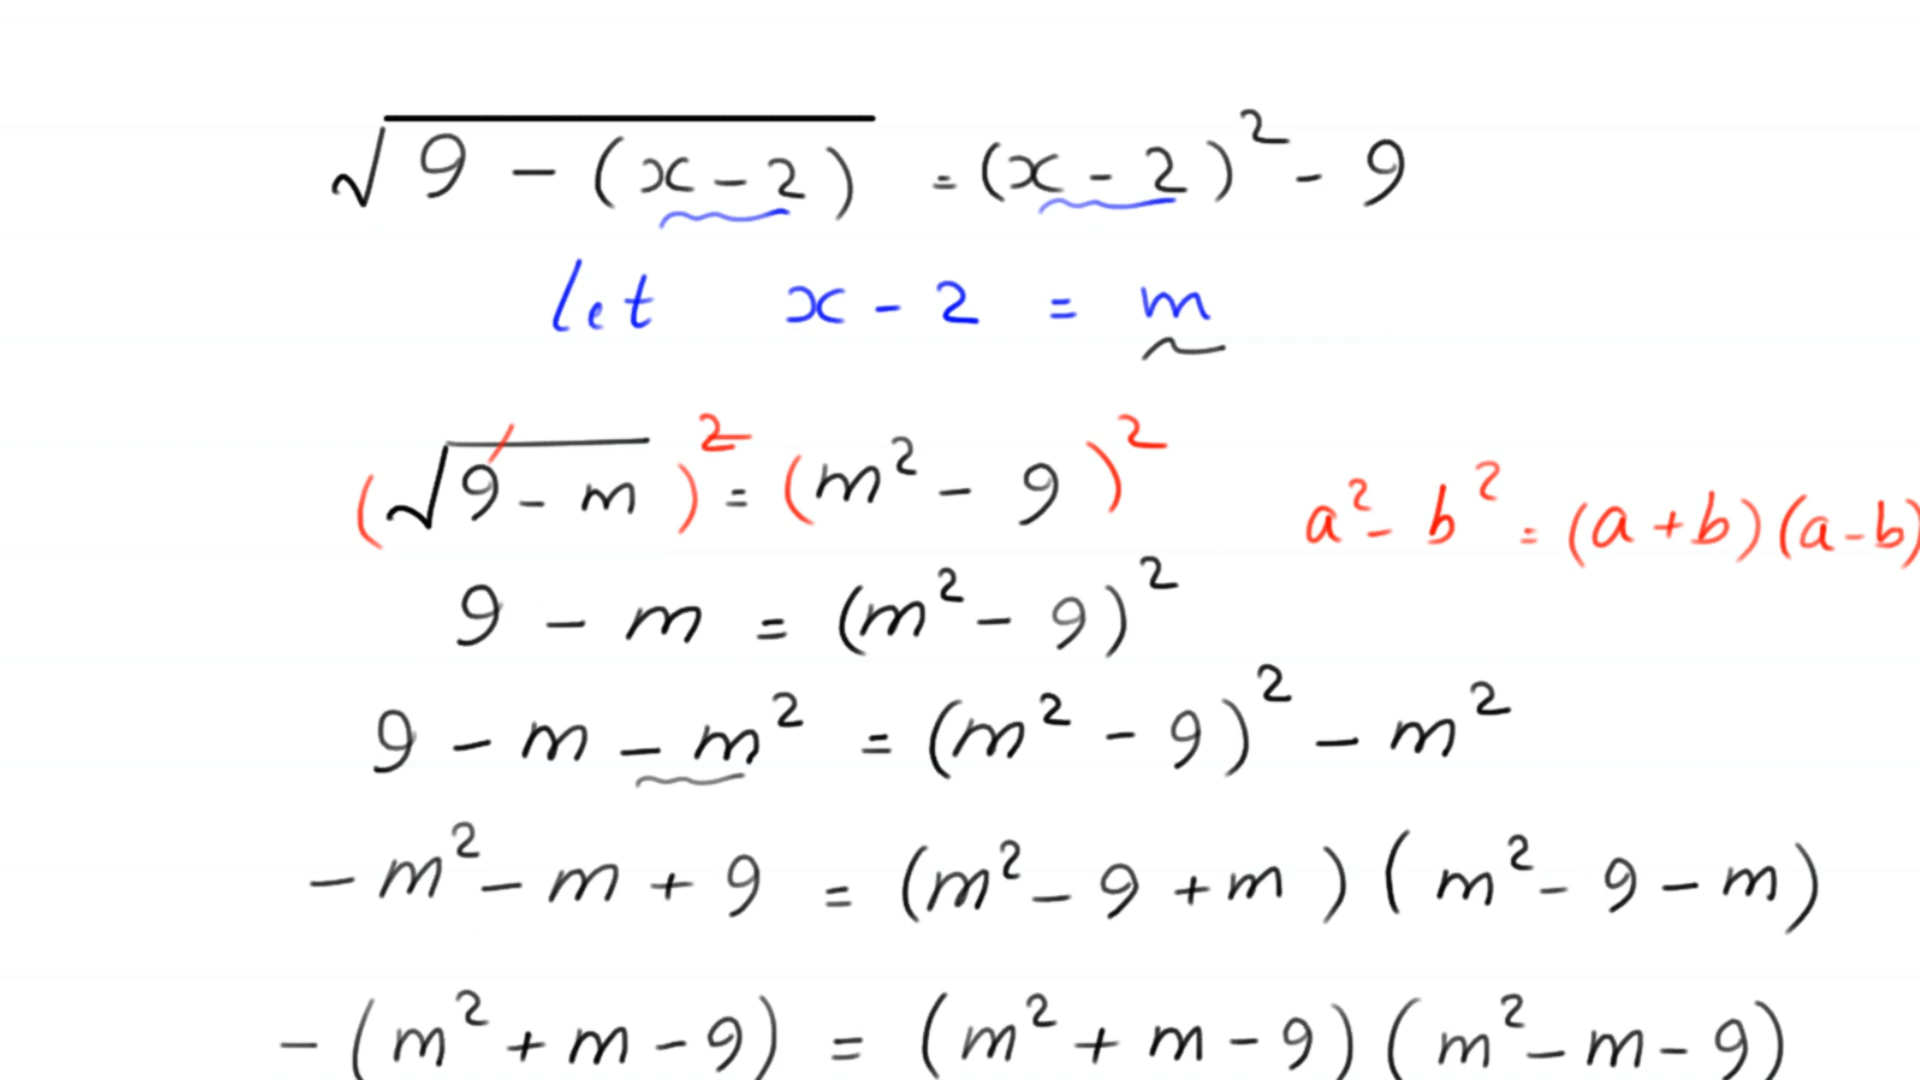 √(9 - (x - 2)) = (x - 2)² - 9
let x - 2 = m
(√(9 - m))² = (m² - 9)²
a² - b² = (a + b)(a - b)
9 - m = (m² - 9)²
9 - m - m² = (m² - 9)² - m²
- m² - m + 9 = (m² - 9 + m)(m² - 9 - m)
- (m² + m - 9) = (m² + m - 9)(m² - m - 9)